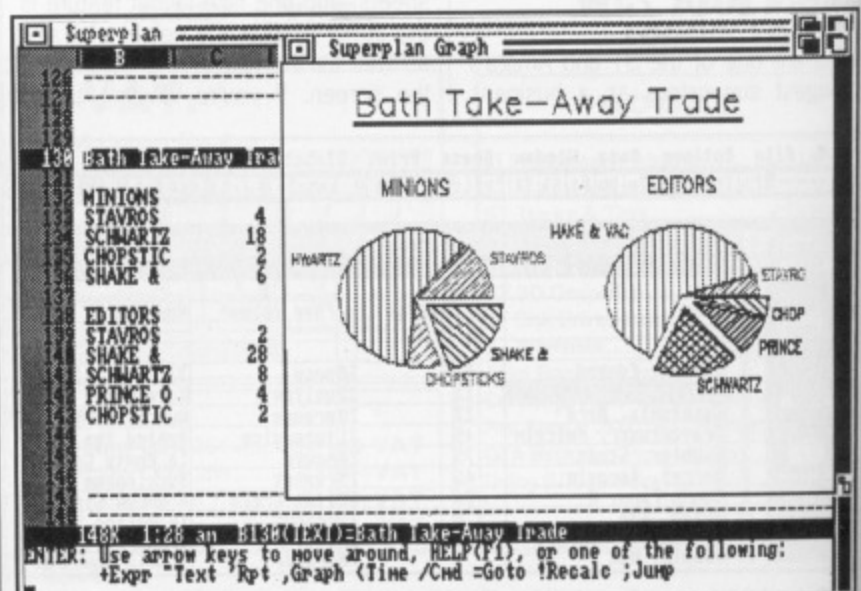 Superplan
Superplan Graph
B C
126
130 Bath Take-Away Tra
132 MINIONS
133 STAVROS 4
134 SCHWARTZ 18
135 CHOPSTIC 2
136 SHAKE & 6
137
138 EDITORS
139 STAVROS 2
140 SHAKE & 28
141 SCHWARTZ 8
142 PRINCE O 4
143 CHOPSTIC 2
144
145
146
147
148
Bath Take-Away Trade
MINIONS
HWARTZ
STAVROS
SHAKE &
CHOPSTICKS
EDITORS
HAKE & VAC
STAVRO
CHOP
PRINCE
SCHWARTZ
148K 1:28 am B130(TEXT)=Bath Take-Away Trade
ENTER: Use arrow keys to move around, HELP(F1), or one of the following:
+Expr "Text 'Rpt ,Graph (Time /Cmd =Goto !Recalc ;Jump